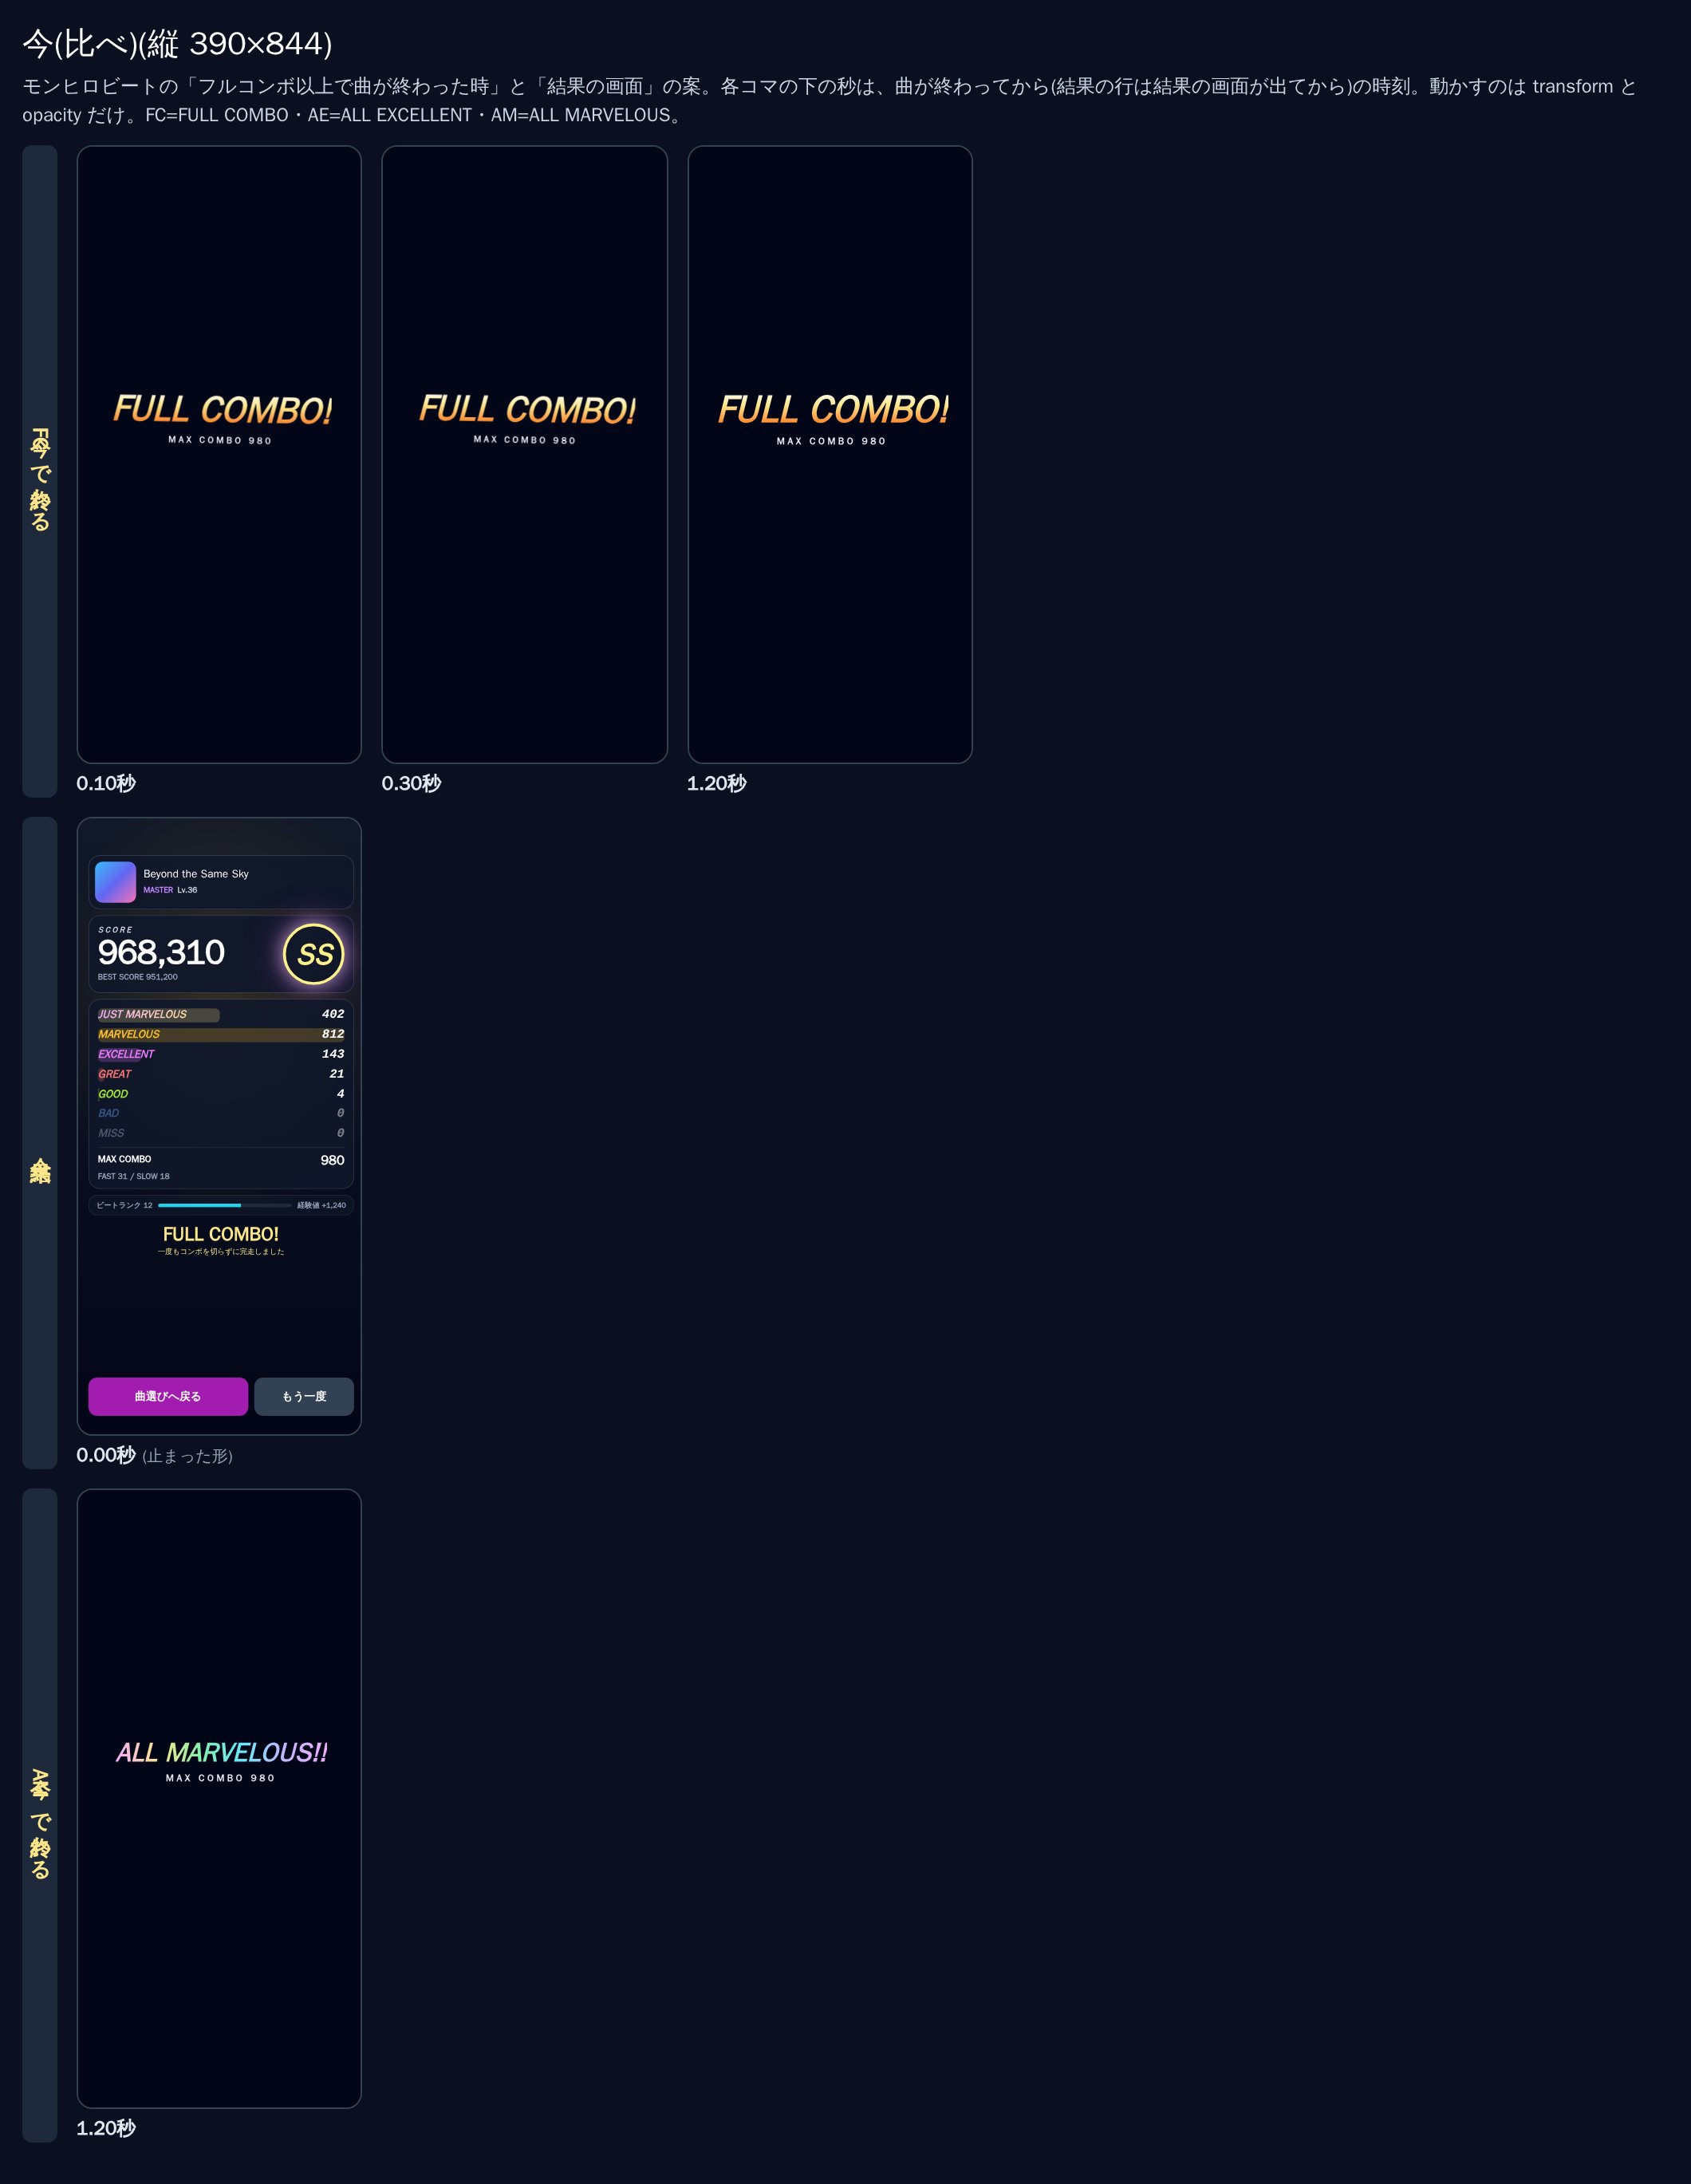 今(比べ)(縦 390×844)
モンヒロビートの「フルコンボ以上で曲が終わった時」と「結果の画面」の案。各コマの下の秒は、曲が終わってから(結果の行は結果の画面が出てから)の時刻。動かすのは transform と
opacity だけ。FC=FULL COMBO・AE=ALL EXCELLENT・AM=ALL MARVELOUS。
で終わる
FULL COMBO!
MAX COMBO 980
0.10秒
FULL COMBO!
MAX COMBO 980
0.30秒
FULL COMBO!
MAX COMBO 980
1.20秒
Beyond the Same Sky
MASTER Lv.36
SCORE
968,310
BEST SCORE 951,200
SS
JUST MARVELOUS 402
MARVELOUS 812
EXCELLENT 143
GREAT 21
GOOD 4
BAD 0
MISS 0
MAX COMBO 980
FAST 31 / SLOW 18
ビートランク 12 経験値 +1,240
FULL COMBO!
一度もコンボを切らずに完走しました
曲選びへ戻る
もう一度
0.00秒 (止まった形)
で終わる
ALL MARVELOUS!!
MAX COMBO 980
1.20秒